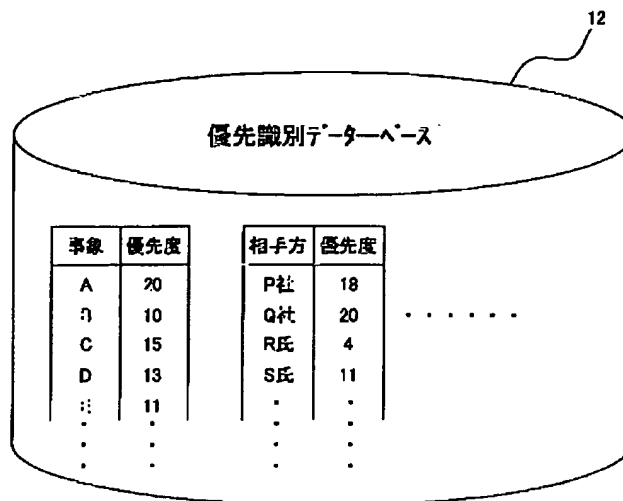 12
優先識別データーベース
事象 優先度 相手方 優先度
A 20 P社 18
10 Q社 20 ・・・・・・
C 15 R氏 4
D 13 S氏 11
11